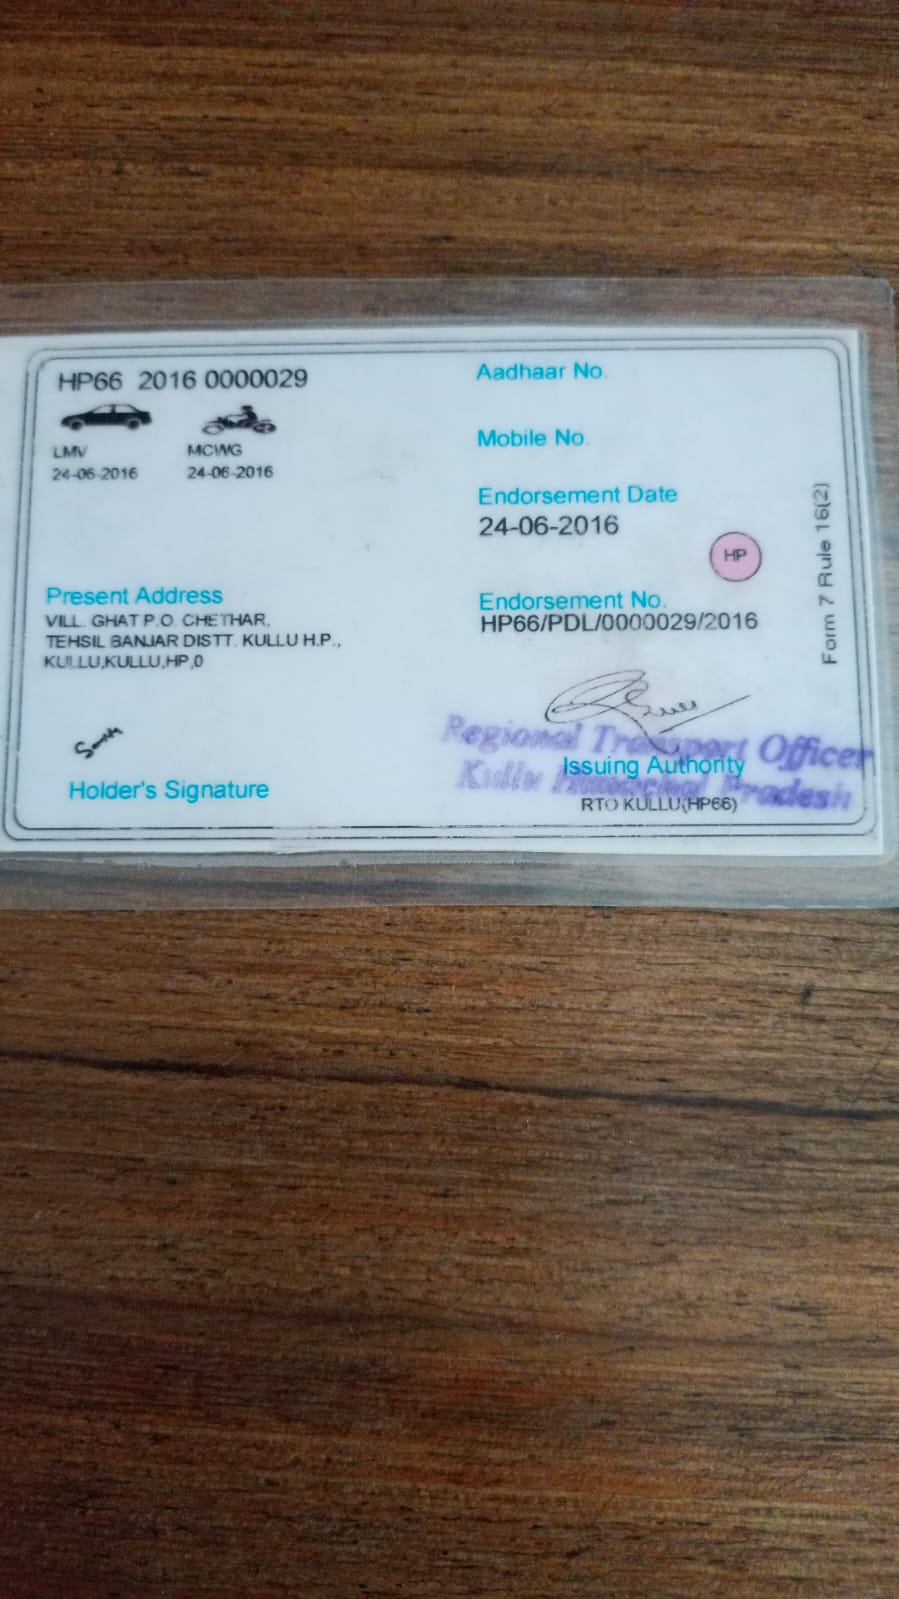 HP66 2016 0000029
LMV
24-06-2016
MCWG
24-06-2016
Present Address
VILL. GHAT P.O. CHETHAR,
TEHSIL BANJAR DISTT. KULLU H.P.,
KULLU,KULLU,HP,0
Holder's Signature
Aadhaar No.
Mobile No.
Endorsement Date
24-06-2016
HP
Endorsement No.
HP66/PDL/0000029/2016
Regional Transport Officer
Kullu Himachal Pradesh
Issuing Authority
RTO KULLU(HP66)
Form 7 Rule 16(2)